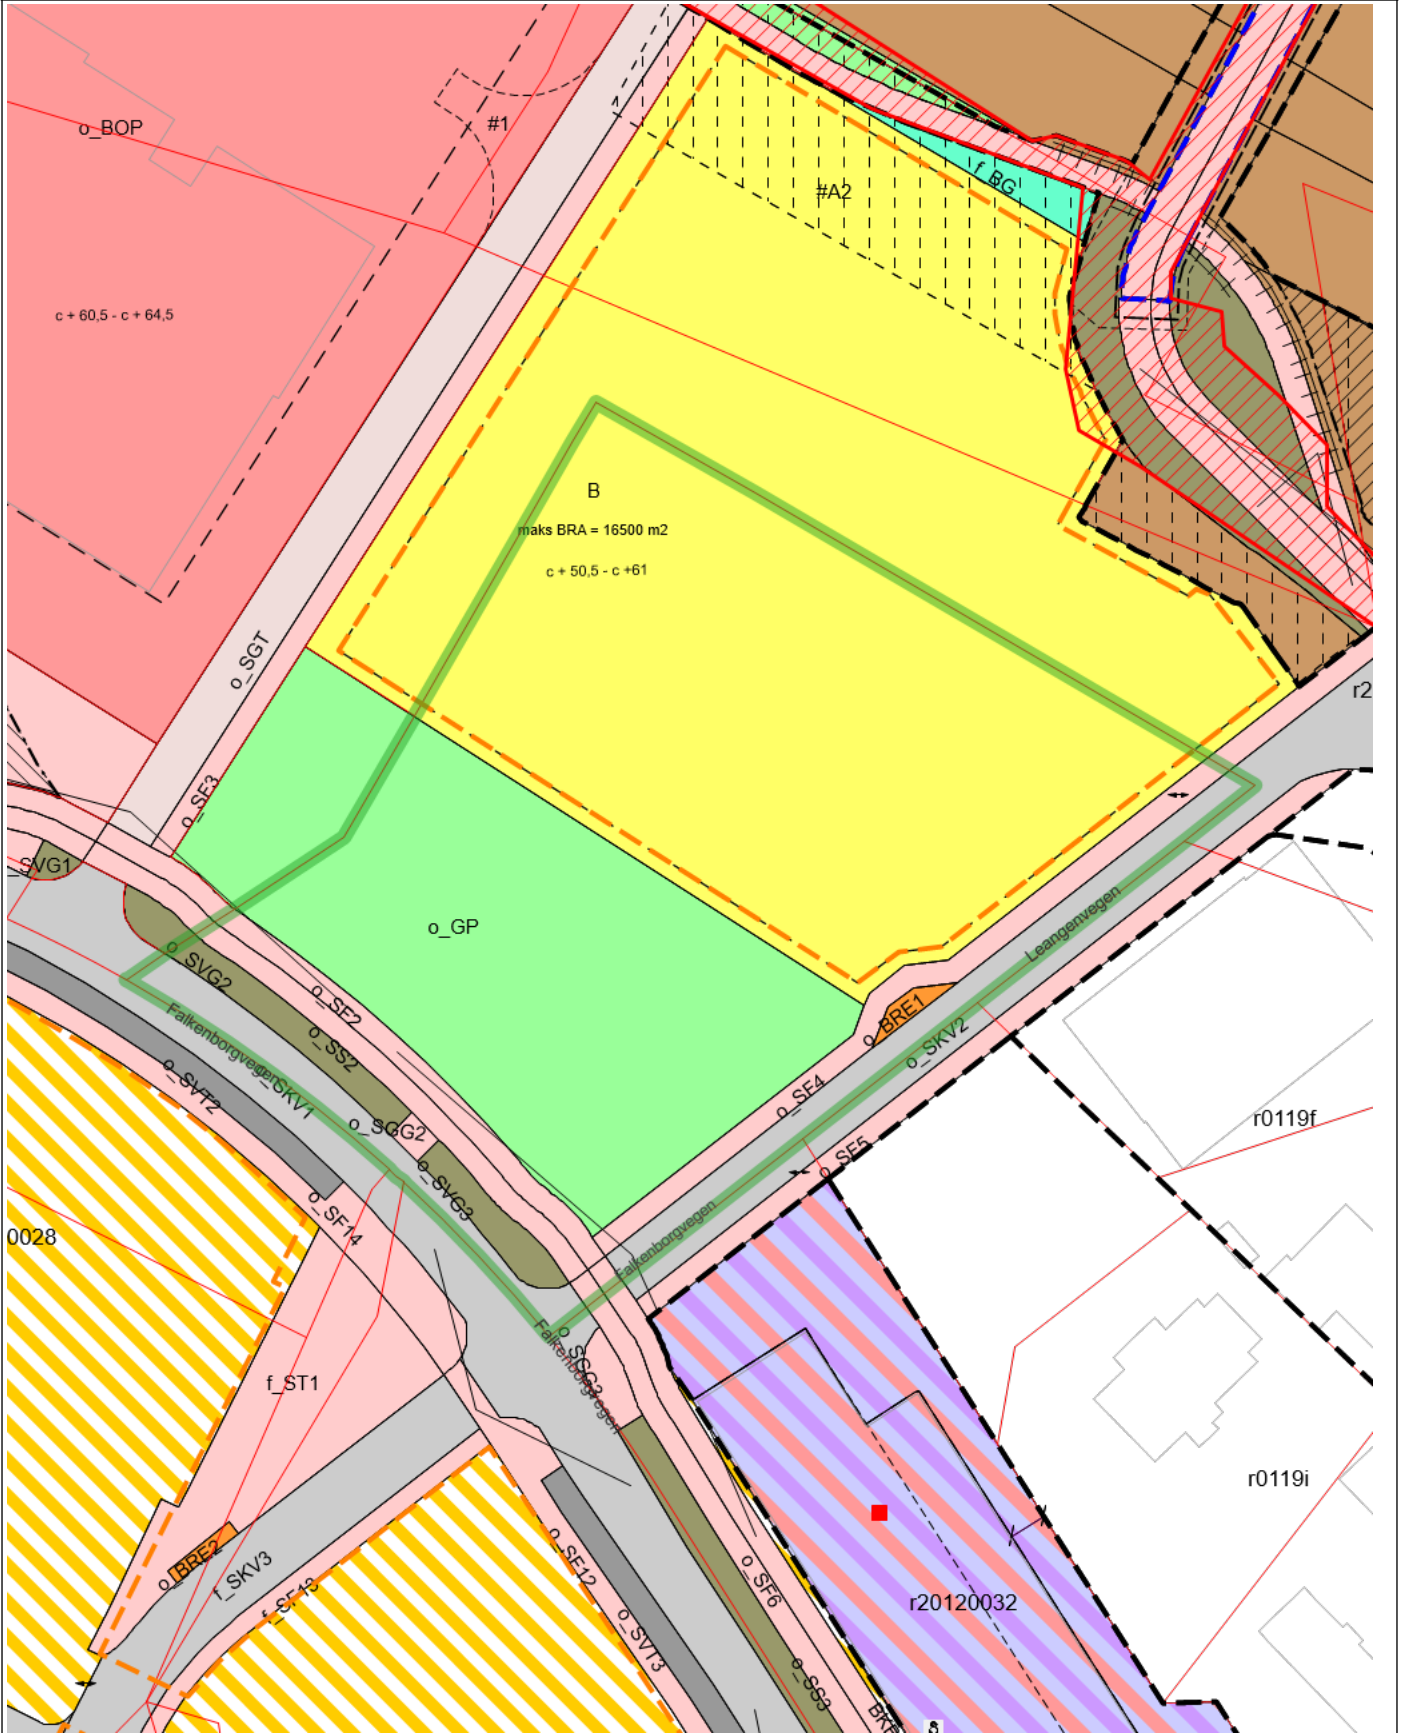 o_BOP
#1
#A2
f_BG
c + 60,5 - c + 64,5
B
maks BRA = 16500 m2
c + 50,5 - c +61
o_SGT
r2
o_SF3
_SVG1
o_GP
o_SVG2
o_SF2
o_SS2
Falkenborgvegen
o_SKV1
o_SVT2
o_SGG2
o_SVG3
o_BRE1
Leangenvegen
o_SKV2
o_SF4
o_SF5
r0119f
o_SF14
0028
Falkenborgvegen
o_SGG3
Falkenborgvegen
f_ST1
r0119i
o_BRE2
f_SKV3
o_SF12
o_SF6
r20120032
o_SVT3
o_SS3